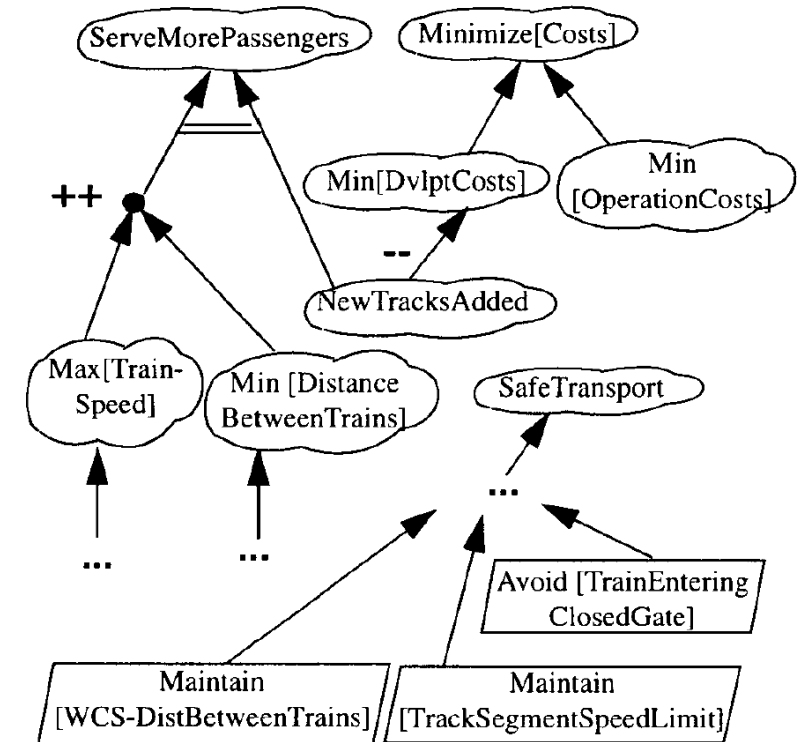 ServeMorePassengers
Minimize[Costs]
++
Min[DvlptCosts]
Min
[OperationCosts]
--
NewTracksAdded
Max[Train-
Speed]
Min [Distance
BetweenTrains]
SafeTransport
...
...
...
Avoid [TrainEntering
ClosedGate]
Maintain
[WCS-DistBetweenTrains]
Maintain
[TrackSegmentSpeedLimit]